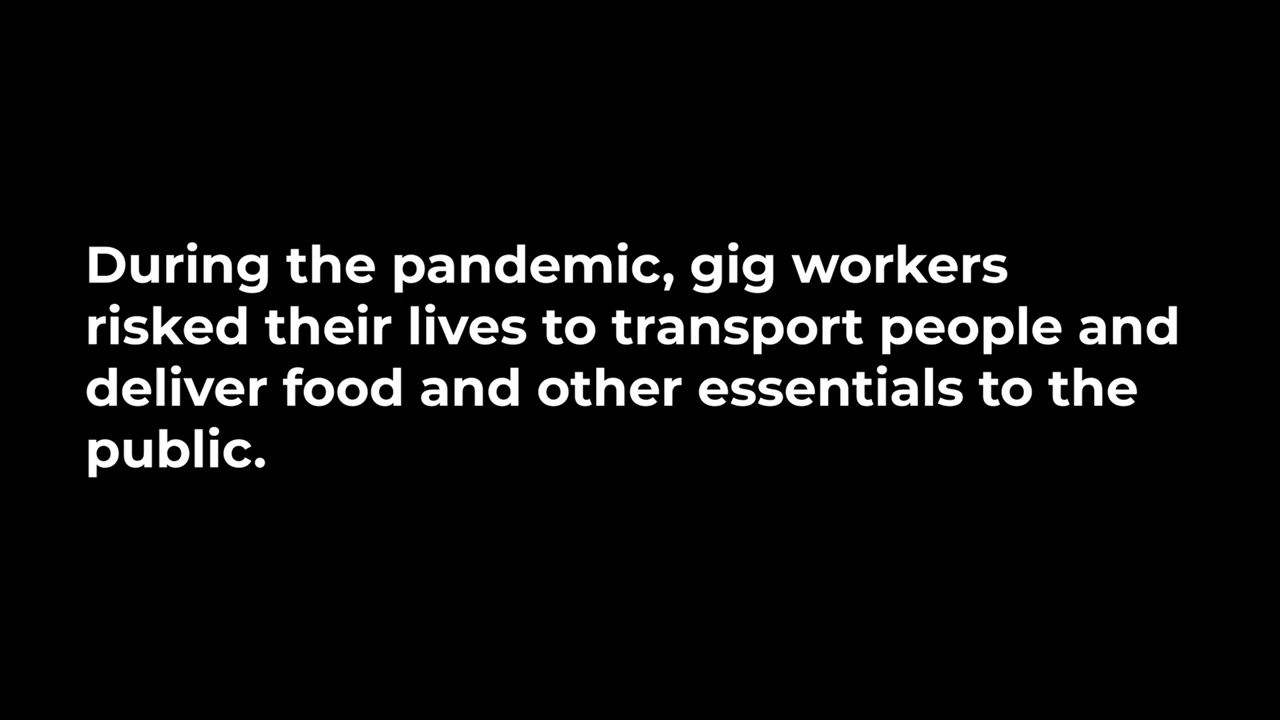 During the pandemic, gig workers
risked their lives to transport people and
deliver food and other essentials to the
public.